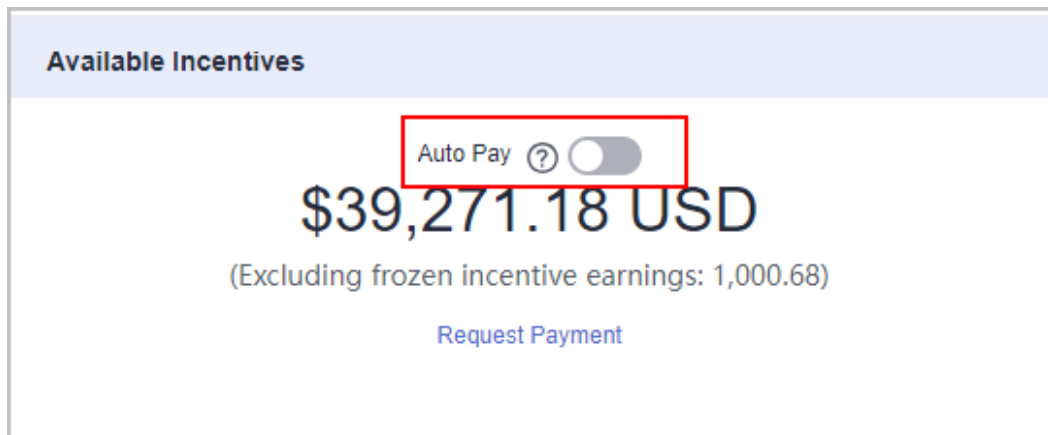 Available Incentives
Auto Pay ?
$39,271.18 USD
(Excluding frozen incentive earnings: 1,000.68)
Request Payment